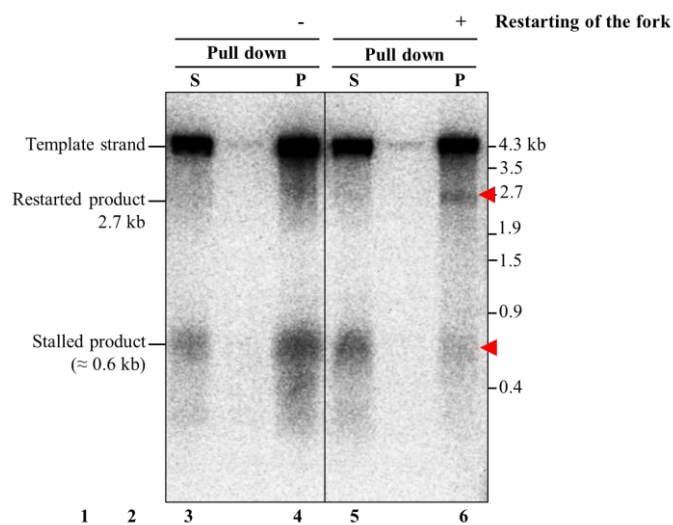 - + Restarting of the fork
Pull down Pull down
S P S P
Template strand 4.3 kb
3.5
Restarted product 2.7
2.7 kb
1.9
1.5
0.9
Stalled product
(≈ 0.6 kb)
0.4
1 2 3 4 5 6